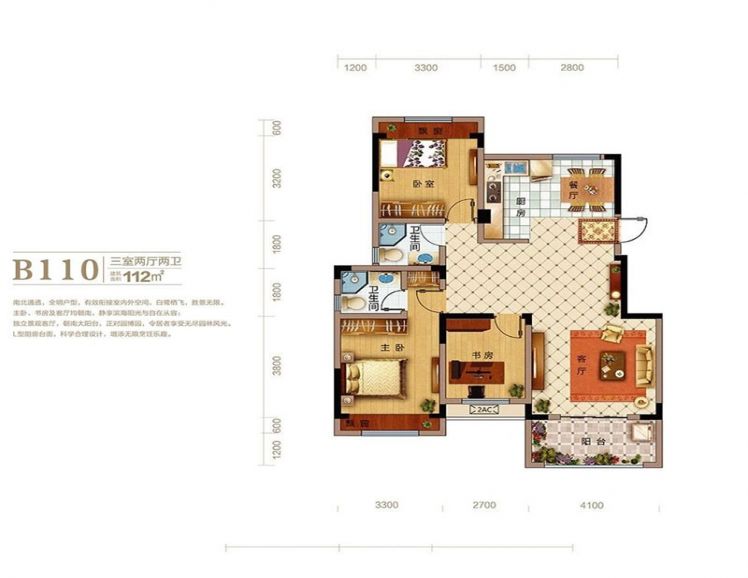 1200 3300 1500 2800
600
3200
1800
1800
3800
600
1200
飘窗
卧室
厨房
餐厅
卫生间
卫生间
主卧
书房
客厅
2AC
飘窗
阳台
B110
三室两厅两卫
建筑面积 112m²
南北通透，全明户型，有效衔接室内外空间，白鹭栖飞，胜景无限。
主卧、书房及客厅均朝南，静享滨海阳光与自在从容；
独立景观客厅，朝南大阳台，正对园博园，令居者享受无尽园林风光。
L型厨房台面，科学合理设计，增添无限烹饪乐趣。
3300 2700 4100